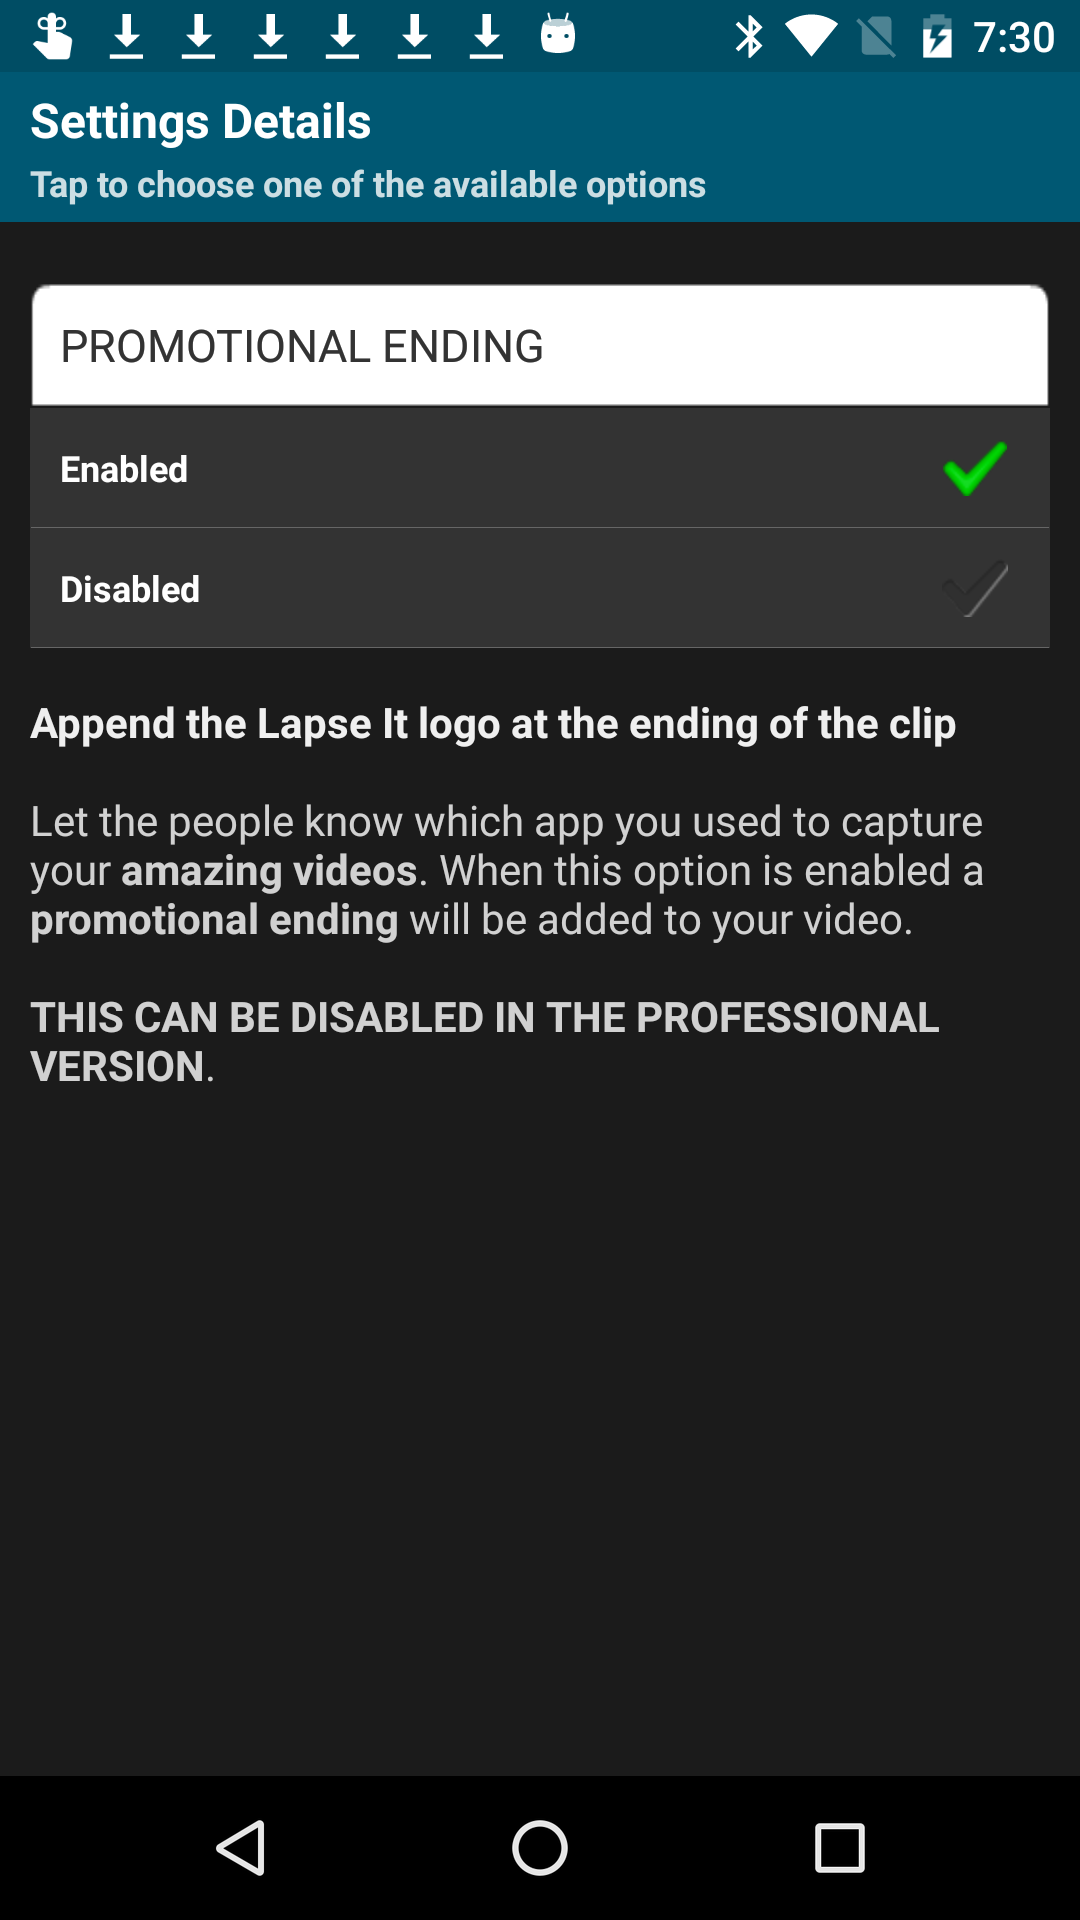 7:30
Settings Details
Tap to choose one of the available options
PROMOTIONAL ENDING
Enabled
Disabled
Append the Lapse It logo at the ending of the clip
Let the people know which app you used to capture
your amazing videos. When this option is enabled a
promotional ending will be added to your video.
THIS CAN BE DISABLED IN THE PROFESSIONAL
VERSION.